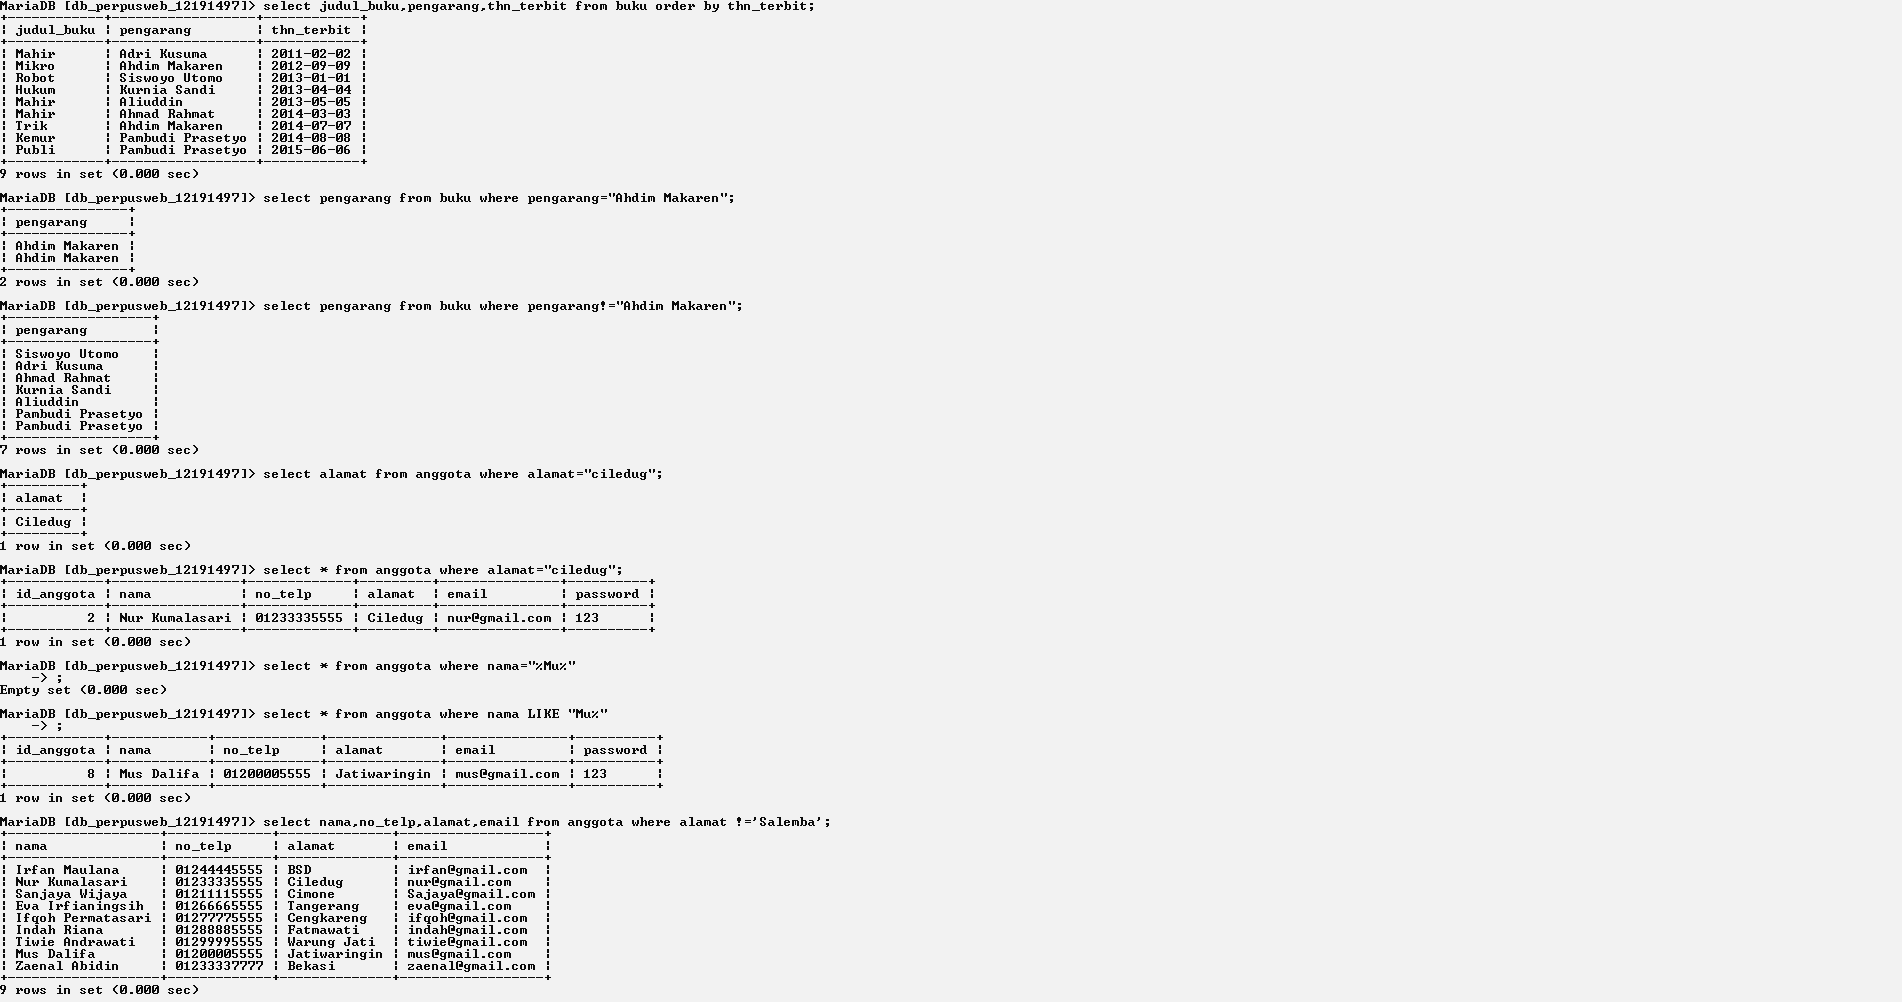 MariaDB [db_perpusweb_12191497]> select judul_buku,pengarang,thn_terbit from buku order by thn_terbit;
+------------+------------------+------------+
| judul_buku | pengarang        | thn_terbit |
+------------+------------------+------------+
| Mahir      | Adri Kusuma      | 2011-02-02 |
| Mikro      | Ahdim Makaren    | 2012-09-09 |
| Robot      | Siswoyo Utomo    | 2013-01-01 |
| Hukum      | Kurnia Sandi     | 2013-04-04 |
| Mahir      | Aliuddin         | 2013-05-05 |
| Mahir      | Ahmad Rahmat     | 2014-03-03 |
| Trik       | Ahdim Makaren    | 2014-07-07 |
| Kemur      | Pambudi Prasetyo | 2014-08-08 |
| Publi      | Pambudi Prasetyo | 2015-06-06 |
+------------+------------------+------------+
9 rows in set (0.000 sec)
MariaDB [db_perpusweb_12191497]> select pengarang from buku where pengarang="Ahdim Makaren";
+---------------+
| pengarang     |
+---------------+
| Ahdim Makaren |
| Ahdim Makaren |
+---------------+
2 rows in set (0.000 sec)
MariaDB [db_perpusweb_12191497]> select pengarang from buku where pengarang!="Ahdim Makaren";
+------------------+
| pengarang        |
+------------------+
| Siswoyo Utomo    |
| Adri Kusuma      |
| Ahmad Rahmat     |
| Kurnia Sandi     |
| Aliuddin         |
| Pambudi Prasetyo |
| Pambudi Prasetyo |
+------------------+
7 rows in set (0.000 sec)
MariaDB [db_perpusweb_12191497]> select alamat from anggota where alamat="ciledug";
+---------+
| alamat  |
+---------+
| Ciledug |
+---------+
1 row in set (0.000 sec)
MariaDB [db_perpusweb_12191497]> select * from anggota where alamat="ciledug";
+------------+----------------+-------------+---------+---------------+----------+
| id_anggota | nama           | no_telp     | alamat  | email         | password |
+------------+----------------+-------------+---------+---------------+----------+
|          2 | Nur Kumalasari | 01233335555 | Ciledug | nur@gmail.com | 123      |
+------------+----------------+-------------+---------+---------------+----------+
1 row in set (0.000 sec)
MariaDB [db_perpusweb_12191497]> select * from anggota where nama="%Mu%"
    -> ;
Empty set (0.000 sec)
MariaDB [db_perpusweb_12191497]> select * from anggota where nama LIKE "Mu%"
    -> ;
+------------+------------+-------------+-------------+---------------+----------+
| id_anggota | nama       | no_telp     | alamat      | email         | password |
+------------+------------+-------------+-------------+---------------+----------+
|          8 | Mus Dalifa | 01200005555 | Jatiwaringin | mus@gmail.com | 123      |
+------------+------------+-------------+-------------+---------------+----------+
1 row in set (0.000 sec)
MariaDB [db_perpusweb_12191497]> select nama,no_telp,alamat,email from anggota where alamat !='Salemba';
+-------------------+-------------+--------------+------------------+
| nama              | no_telp     | alamat       | email            |
+-------------------+-------------+--------------+------------------+
| Irfan Maulana     | 01244445555 | BSD          | irfan@gmail.com  |
| Nur Kumalasari    | 01233335555 | Ciledug      | nur@gmail.com    |
| Sanjaya Wijaya    | 01211115555 | Cimone       | Sajaya@gmail.com |
| Eva Irfianingsih  | 01266665555 | Tangerang    | eva@gmail.com    |
| Ifqoh Permatasari | 01277775555 | Cengkareng   | ifqoh@gmail.com  |
| Indah Riana       | 01288885555 | Fatmawati    | indah@gmail.com  |
| Tiwie Andrawati   | 01299995555 | Warung Jati  | tiwie@gmail.com  |
| Mus Dalifa        | 01200005555 | Jatiwaringin | mus@gmail.com    |
| Zaenal Abidin     | 01233337777 | Bekasi       | zaenal@gmail.com |
+-------------------+-------------+--------------+------------------+
9 rows in set (0.000 sec)